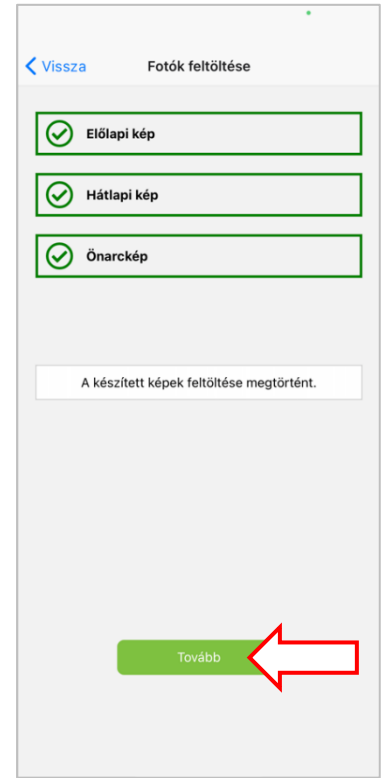 Vissza
Fotók feltöltése
Előlapi kép
Hátlapi kép
Önarckép
A készített képek feltöltése megtörtént.
Tovább